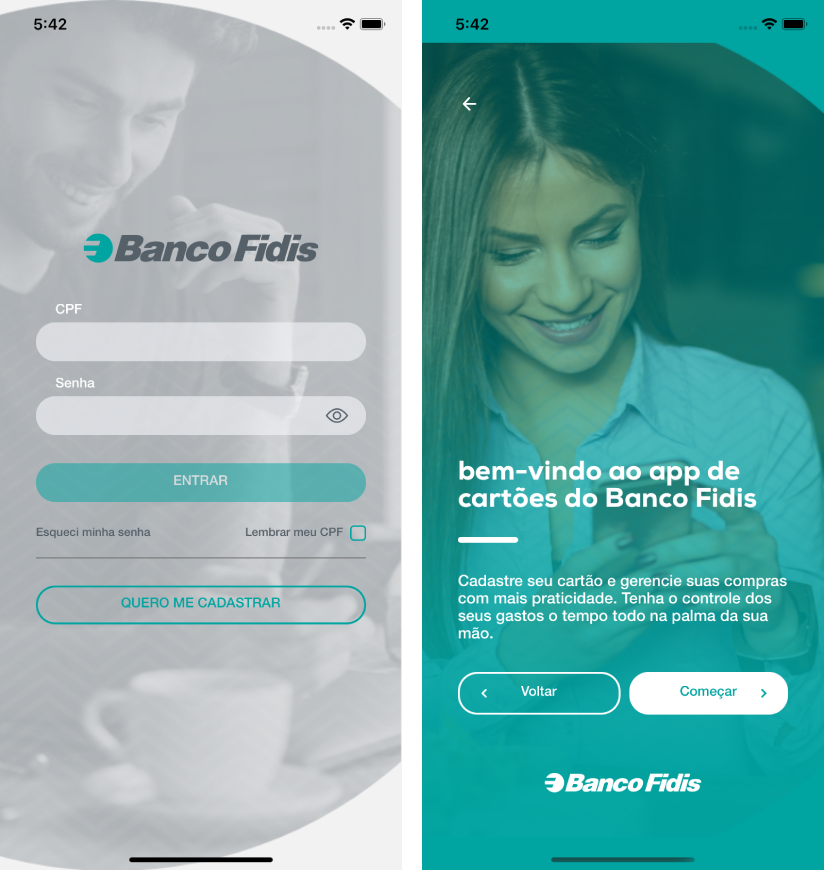 5:42
Banco Fidis
CPF
Senha
ENTRAR
Esqueci minha senha
Lembrar meu CPF
QUERO ME CADASTRAR
5:42
bem-vindo ao app de
cartões do Banco Fidis
Cadastre seu cartão e gerencie suas compras
com mais praticidade. Tenha o controle dos
seus gastos o tempo todo na palma da sua
mão.
Voltar
Começar
Banco Fidis